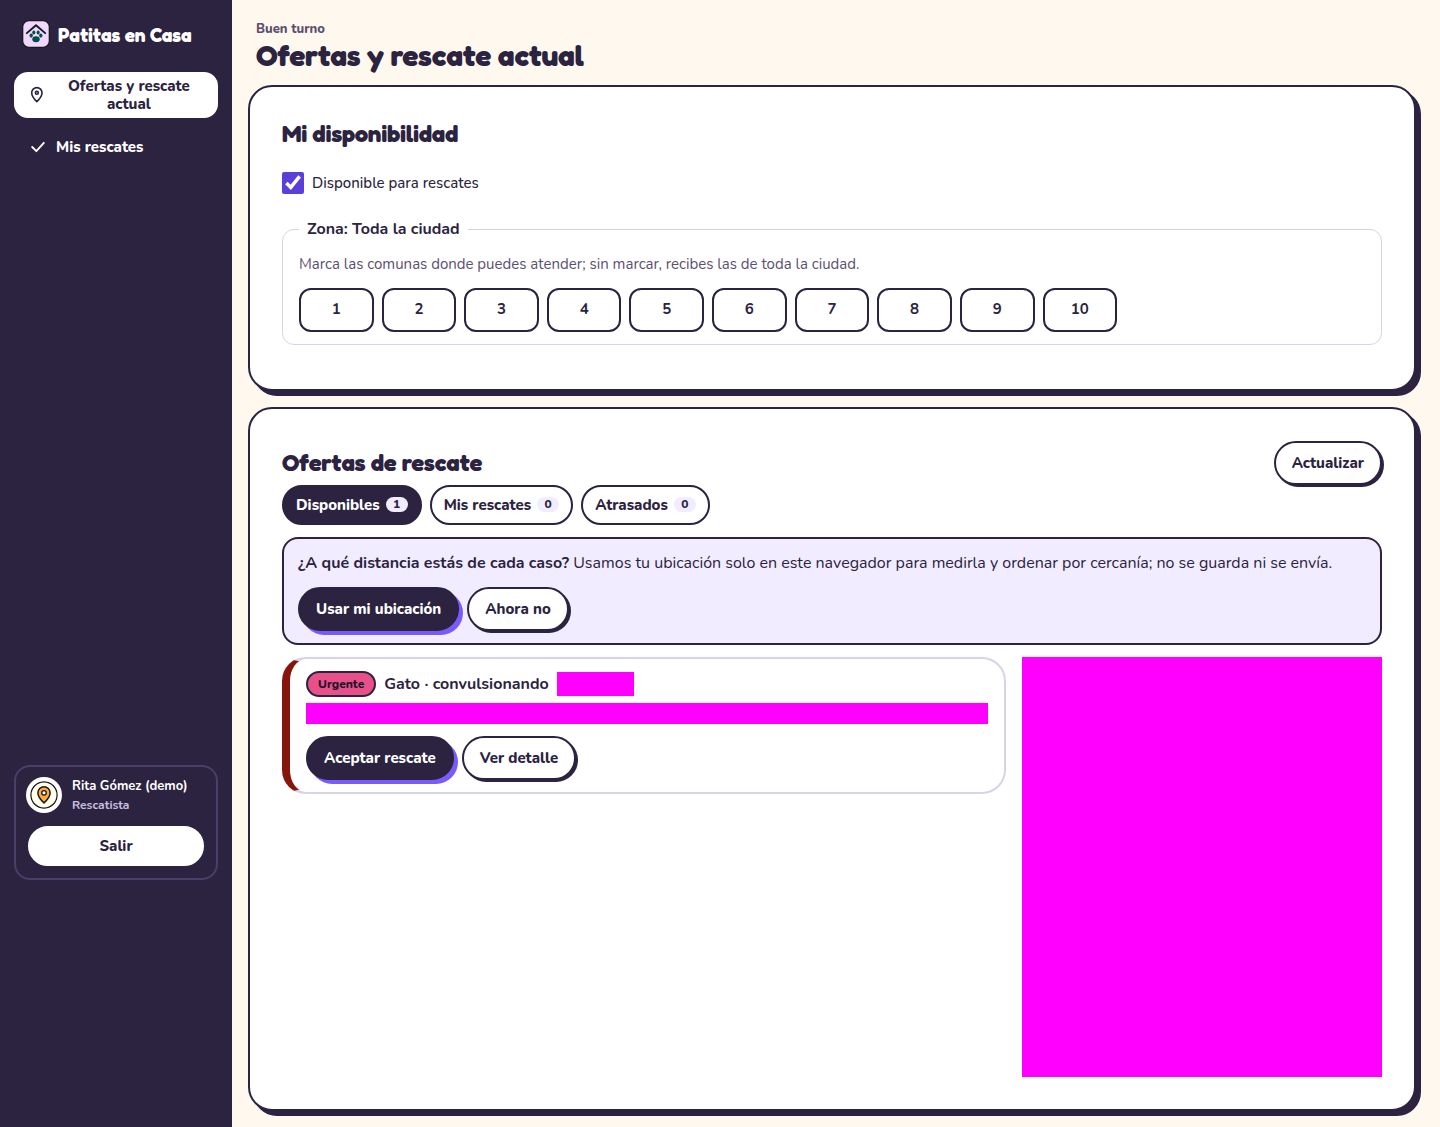 Patitas en Casa
Ofertas y rescate
actual
Mis rescates
Rita Gómez (demo)
Rescatista
Salir
Buen turno
Ofertas y rescate actual
Mi disponibilidad
Disponible para rescates
Zona: Toda la ciudad
Marca las comunas donde puedes atender; sin marcar, recibes las de toda la ciudad.
1 2 3 4 5 6 7 8 9 10
Ofertas de rescate
Actualizar
Disponibles 1 Mis rescates 0 Atrasados 0
¿A qué distancia estás de cada caso? Usamos tu ubicación solo en este navegador para medirla y ordenar por cercanía; no se guarda ni se envía.
Usar mi ubicación Ahora no
Urgente Gato · convulsionando
Aceptar rescate Ver detalle